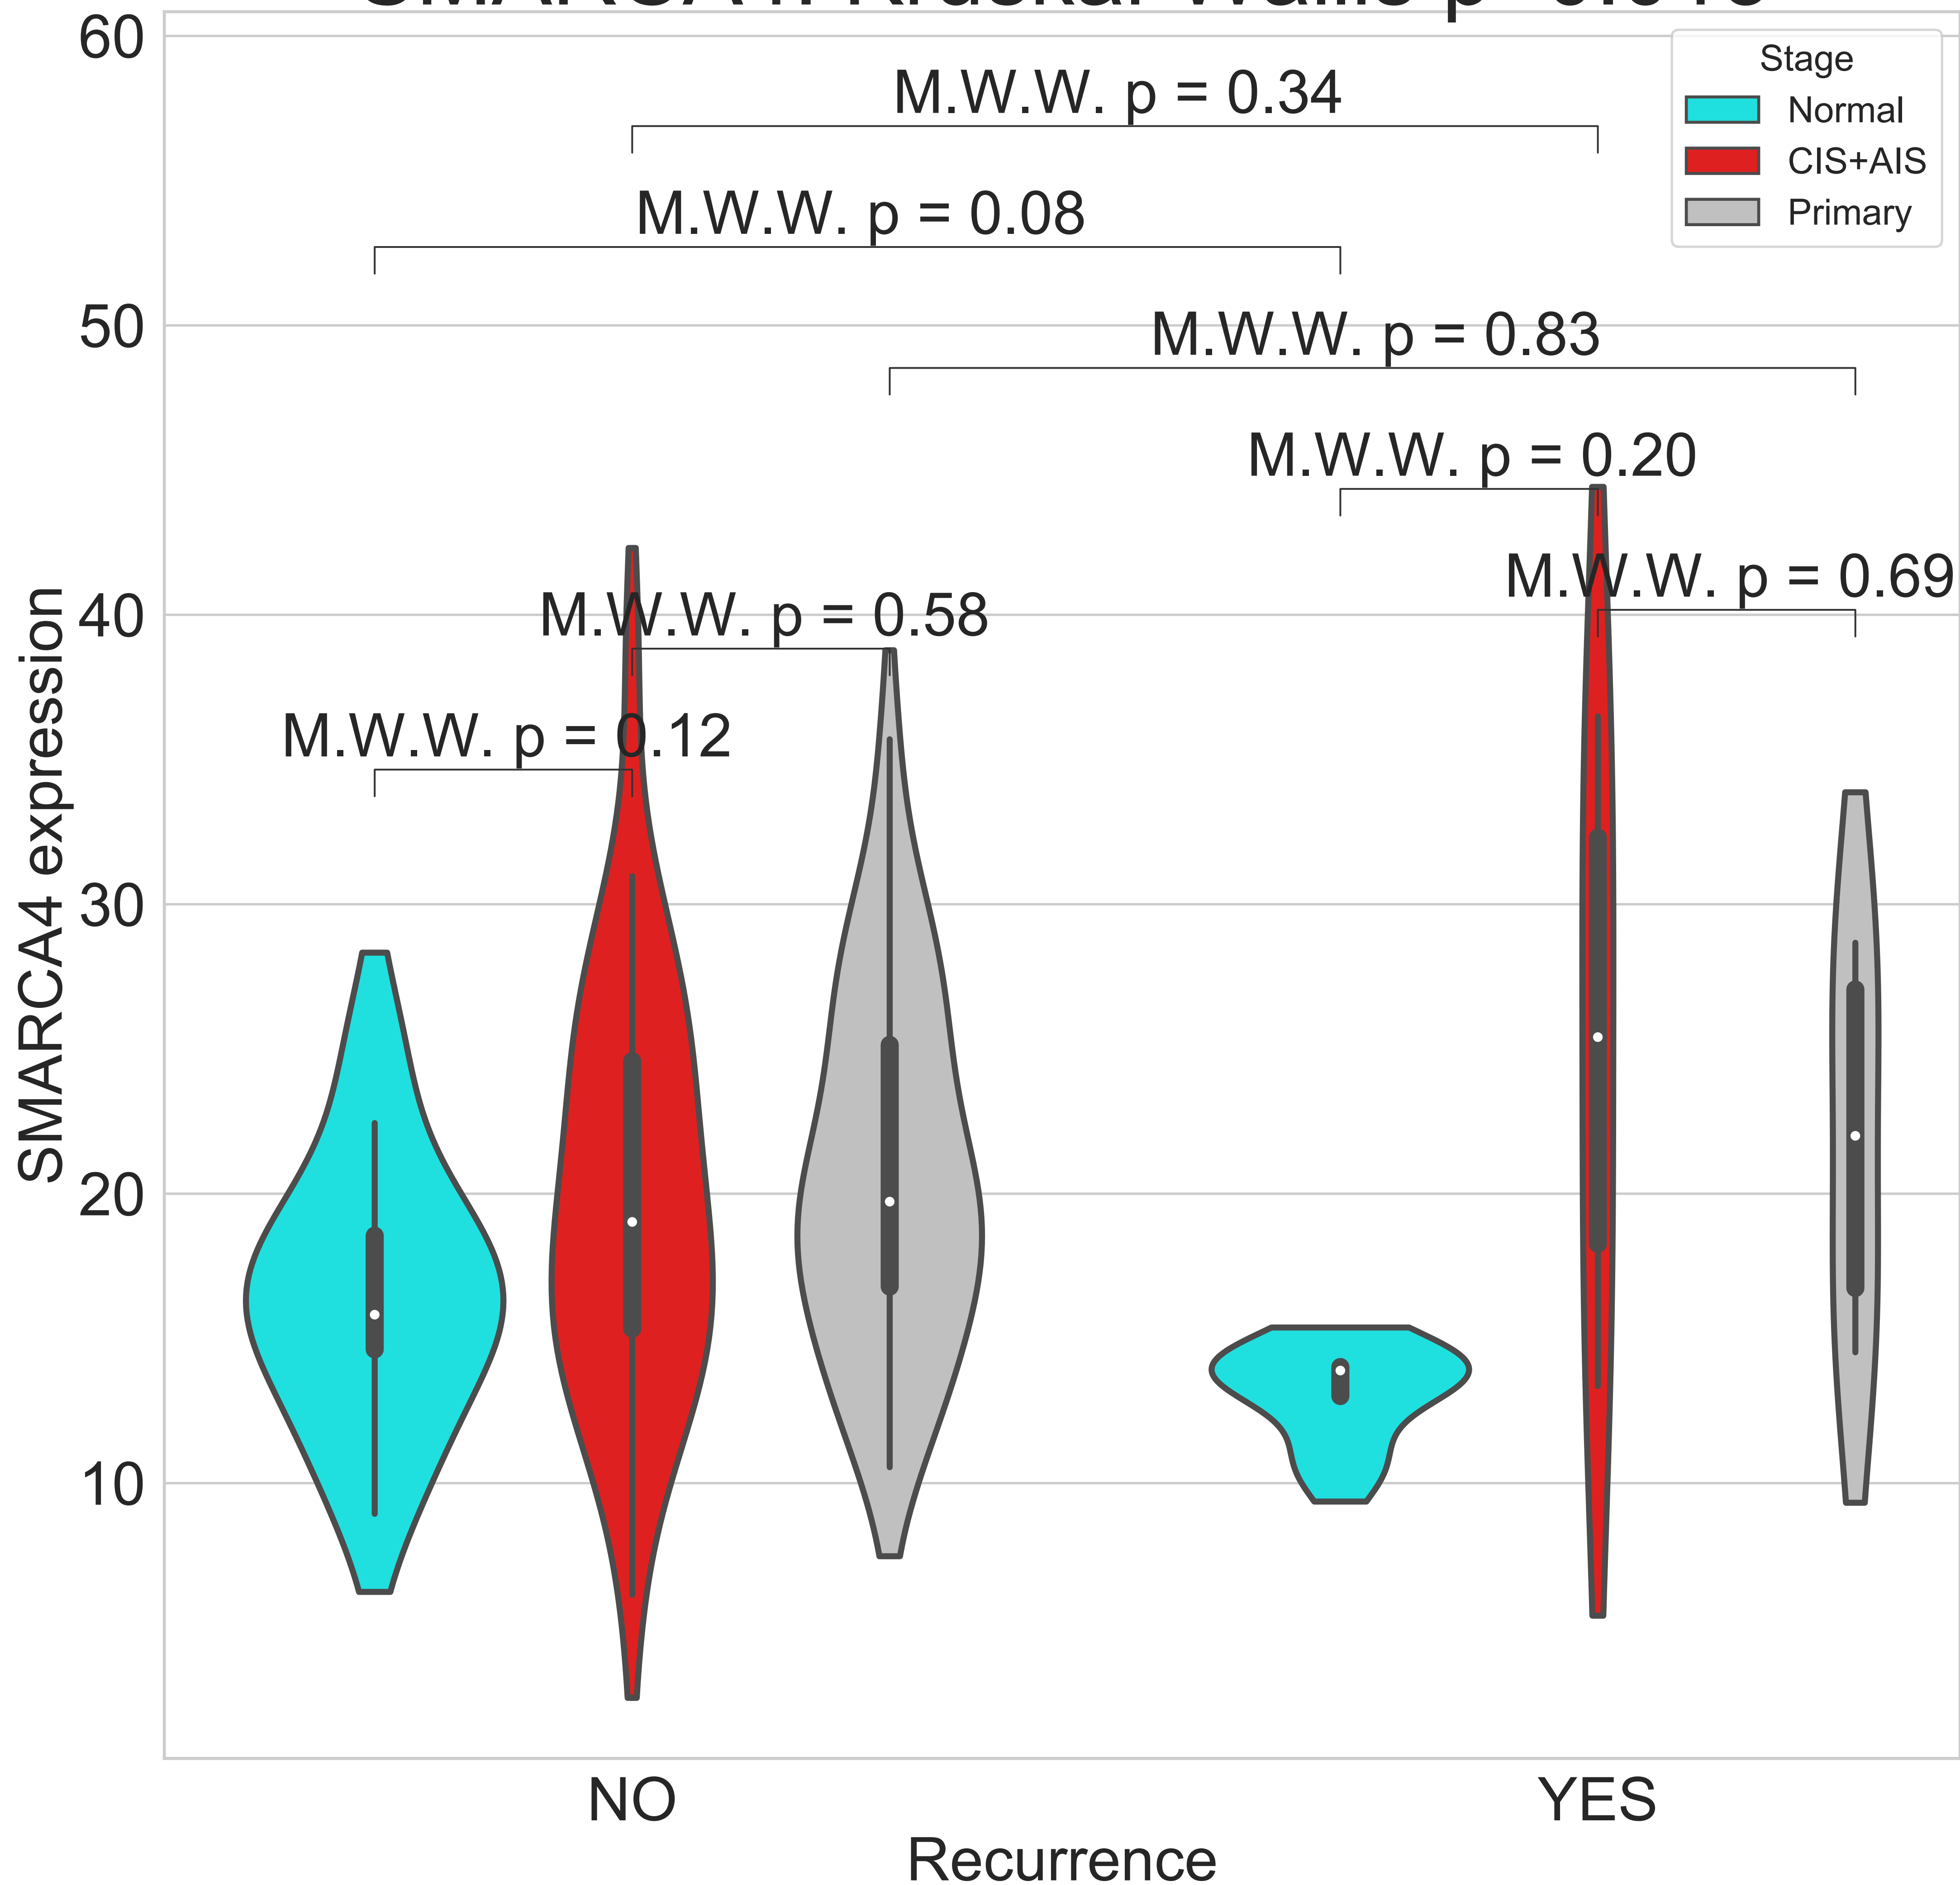 60
Stage
Normal
CIS+AIS
Primary
M.W.W. p = 0.34
M.W.W. p = 0.08
50
M.W.W. p = 0.83
M.W.W. p = 0.20
M.W.W. p = 0.69
40
M.W.W. p = 0.58
M.W.W. p = 0.12
SMARCA4 expression
30
20
10
NO
YES
Recurrence